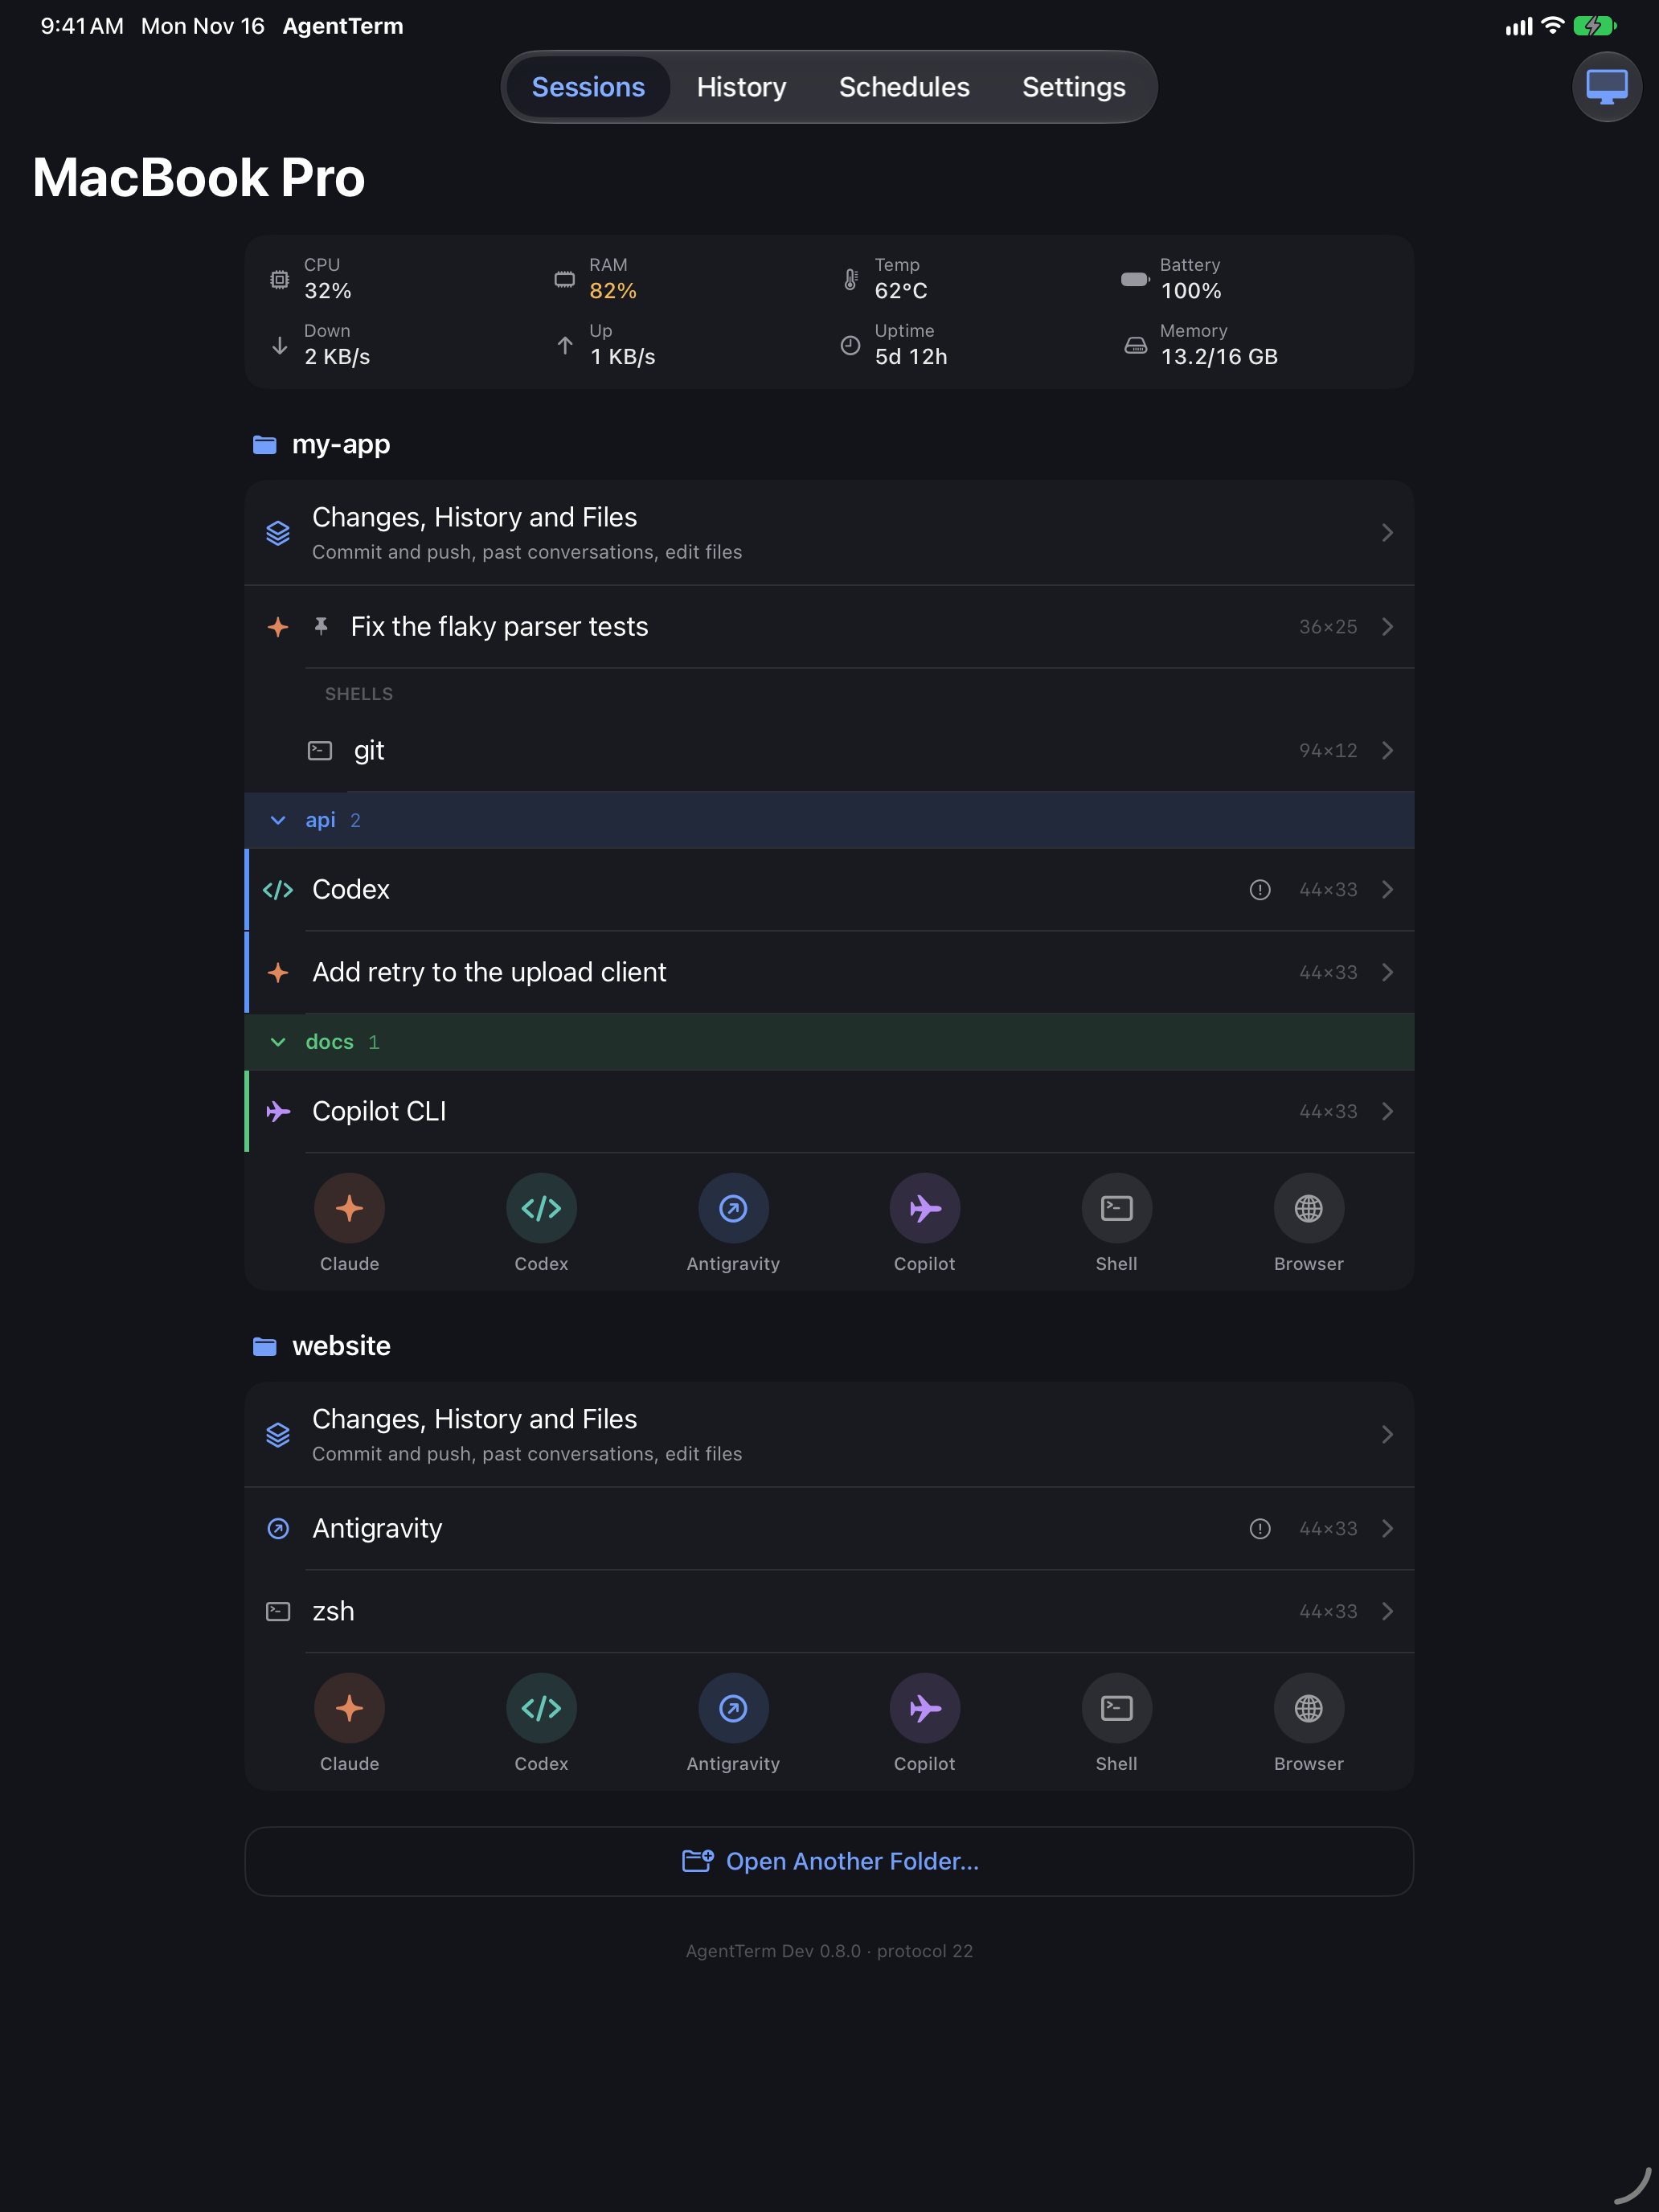 9:41 AM Mon Nov 16 AgentTerm
Sessions History Schedules Settings
MacBook Pro
CPU RAM Temp Battery
32% 82% 62°C 100%
Down Up Uptime Memory
2 KB/s 1 KB/s 5d 12h 13.2/16 GB
my-app
Changes, History and Files
Commit and push, past conversations, edit files
Fix the flaky parser tests 36×25
SHELLS
git 94×12
api 2
Codex 44×33
Add retry to the upload client 44×33
docs 1
Copilot CLI 44×33
Claude Codex Antigravity Copilot Shell Browser
website
Changes, History and Files
Commit and push, past conversations, edit files
Antigravity 44×33
zsh 44×33
Claude Codex Antigravity Copilot Shell Browser
Open Another Folder...
AgentTerm Dev 0.8.0 · protocol 22